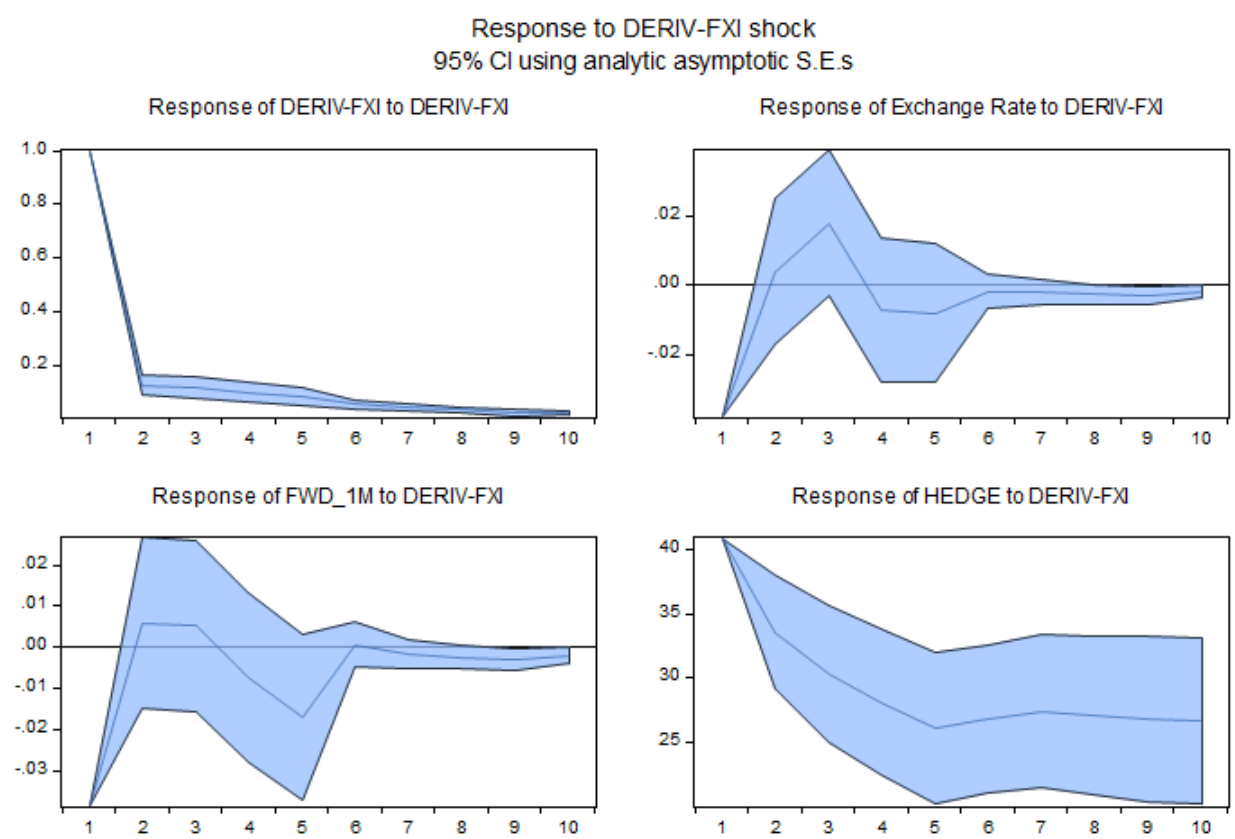 Response to DERIV-FXI shock
95% CI using analytic asymptotic S.E.s
Response of DERIV-FXI to DERIV-FXI
1.0
0.8
0.6
0.4
0.2
1 2 3 4 5 6 7 8 9 10
Response of Exchange Rate to DERIV-FXI
.02
.00
-.02
1 2 3 4 5 6 7 8 9 10
Response of FWD_1M to DERIV-FXI
.02
.01
.00
-.01
-.02
-.03
1 2 3 4 5 6 7 8 9 10
Response of HEDGE to DERIV-FXI
40
35
30
25
1 2 3 4 5 6 7 8 9 10